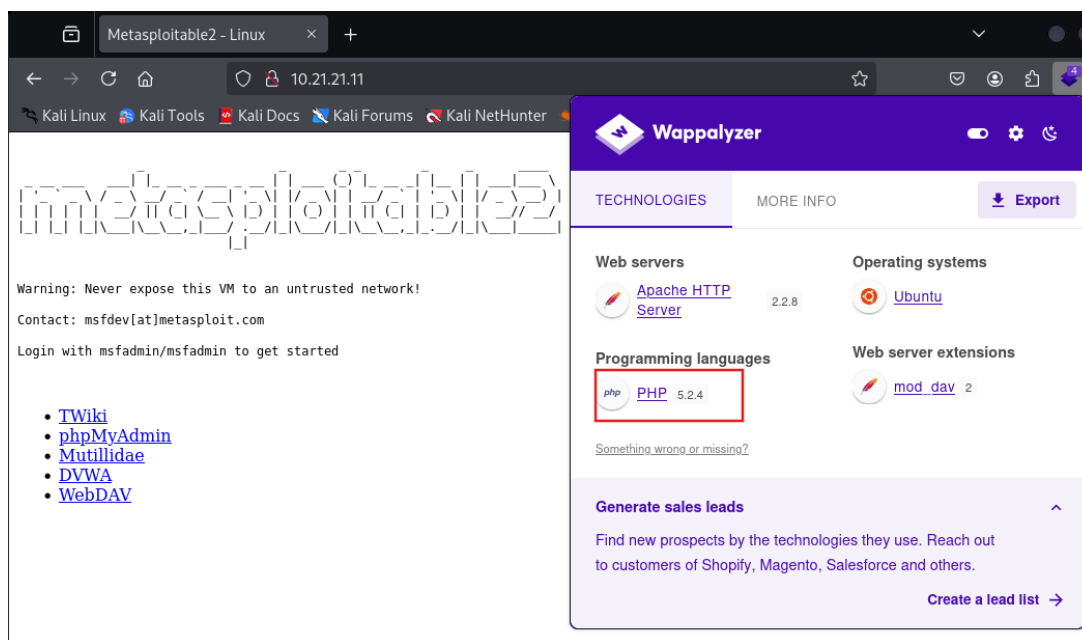 Metasploitable2 - Linux
10.21.21.11
4
Kali Linux Kali Tools Kali Docs Kali Forums Kali NetHunter
metasploitable2
Warning: Never expose this VM to an untrusted network!
Contact: msfdev[at]metasploit.com
Login with msfadmin/msfadmin to get started
TWiki
phpMyAdmin
Mutillidae
DVWA
WebDAV
Wappalyzer
TECHNOLOGIES MORE INFO Export
Web servers
Apache HTTP
Server
2.2.8
Operating systems
Ubuntu
Programming languages
php PHP 5.2.4
Web server extensions
mod_dav 2
Something wrong or missing?
Generate sales leads
Find new prospects by the technologies they use. Reach out
to customers of Shopify, Magento, Salesforce and others.
Create a lead list